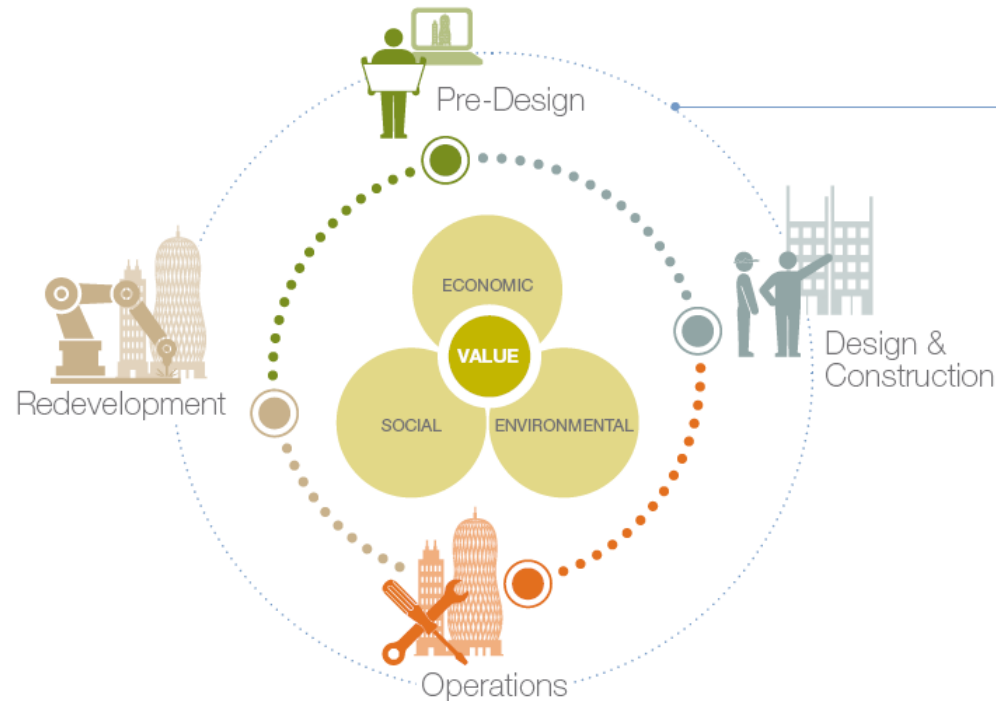 Pre-Design
ECONOMIC
VALUE
Design &
Construction
Redevelopment
SOCIAL
ENVIRONMENTAL
Operations